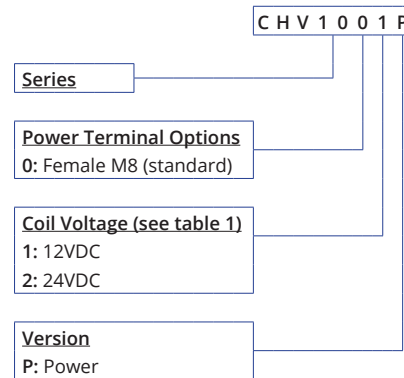 C H V 1 0 0 1 P
Series
Power Terminal Options
0: Female M8 (standard)
Coil Voltage (see table 1)
1: 12VDC
2: 24VDC
Version
P: Power